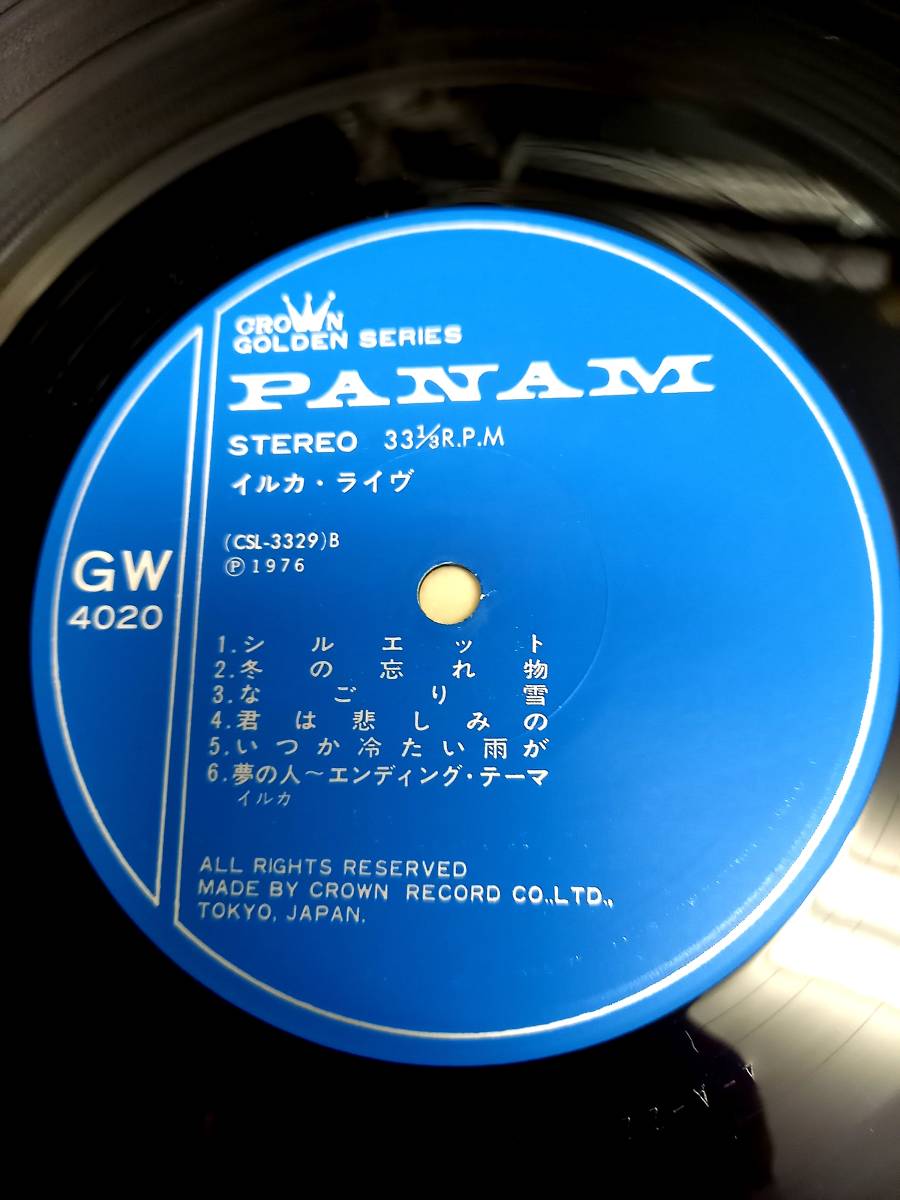 CROWN
GOLDEN SERIES
PANAM
STEREO 33⅓R.P.M
イルカ・ライヴ
(CSL-3329)B
Ⓟ1976
GW
4020
1.シルエット
2.冬の忘れ物
3.なごり雪
4.君は悲しみの
5.いつか冷たい雨が
6.夢の人～エンディング・テーマ
イルカ
ALL RIGHTS RESERVED
MADE BY CROWN RECORD CO.,LTD.,
TOKYO, JAPAN.